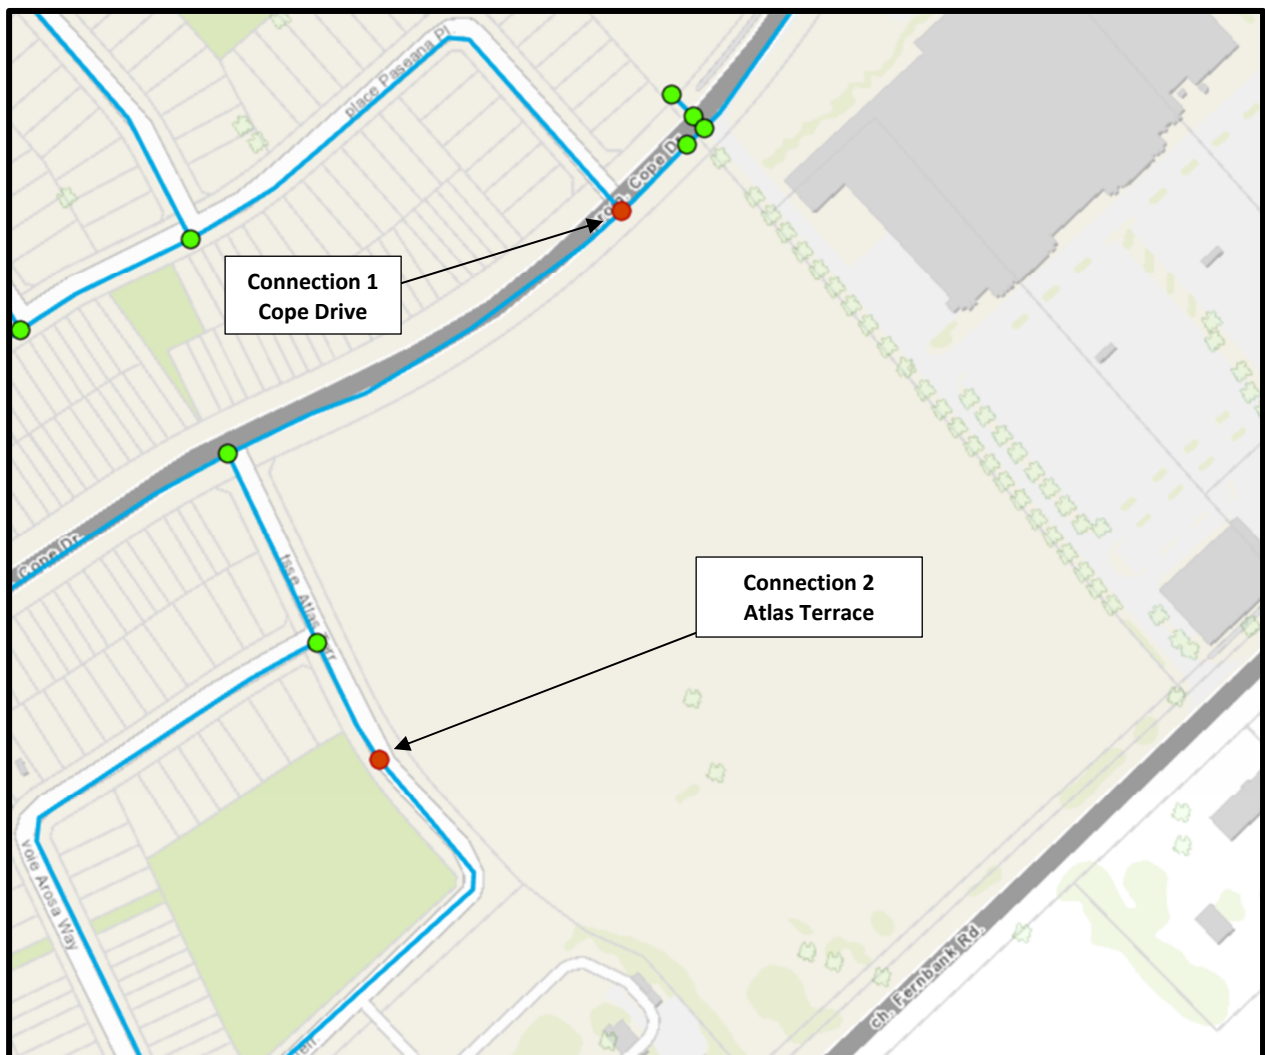 place Paseana Pl.
Cope Dr.
Connection 1
Cope Drive
Cope Dr.
Atlas
Connection 2
Atlas Terrace
voie Arosa Way
ch. Fernbank Rd.